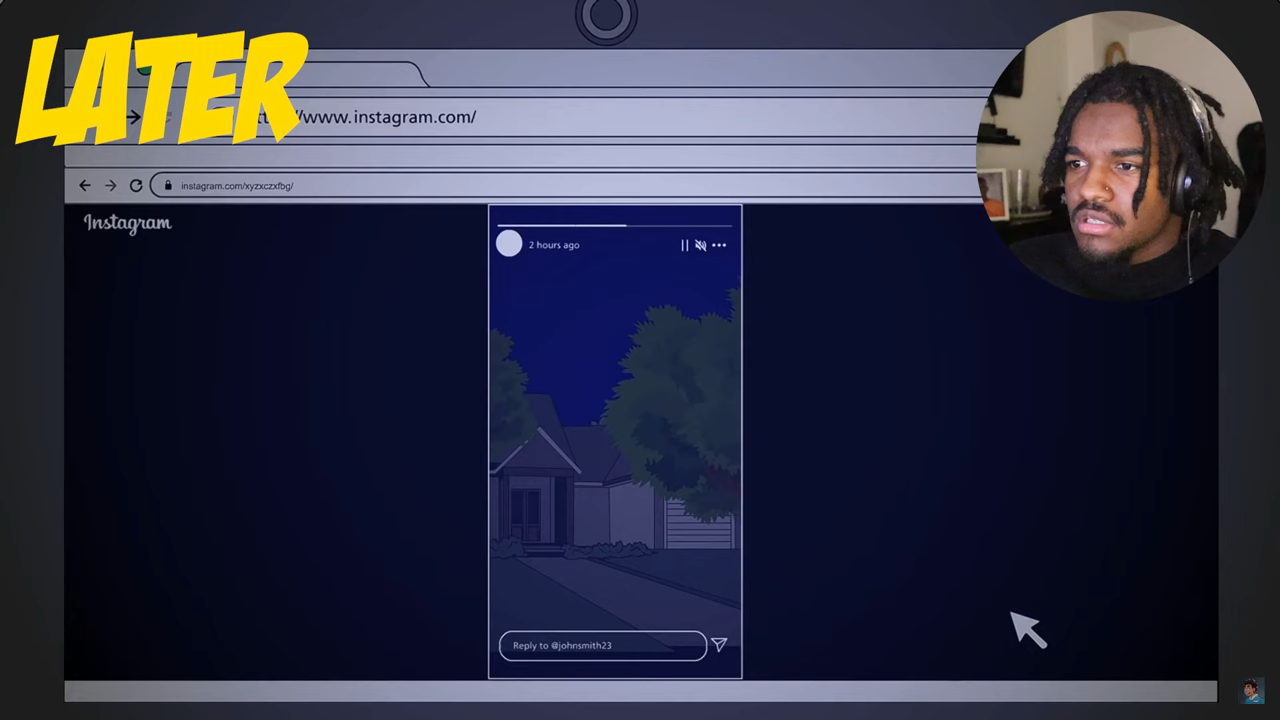 LATER
www.instagram.com/
instagram.com/xyzxczxfbg/
Instagram
2 hours ago
Reply to @johnsmith23